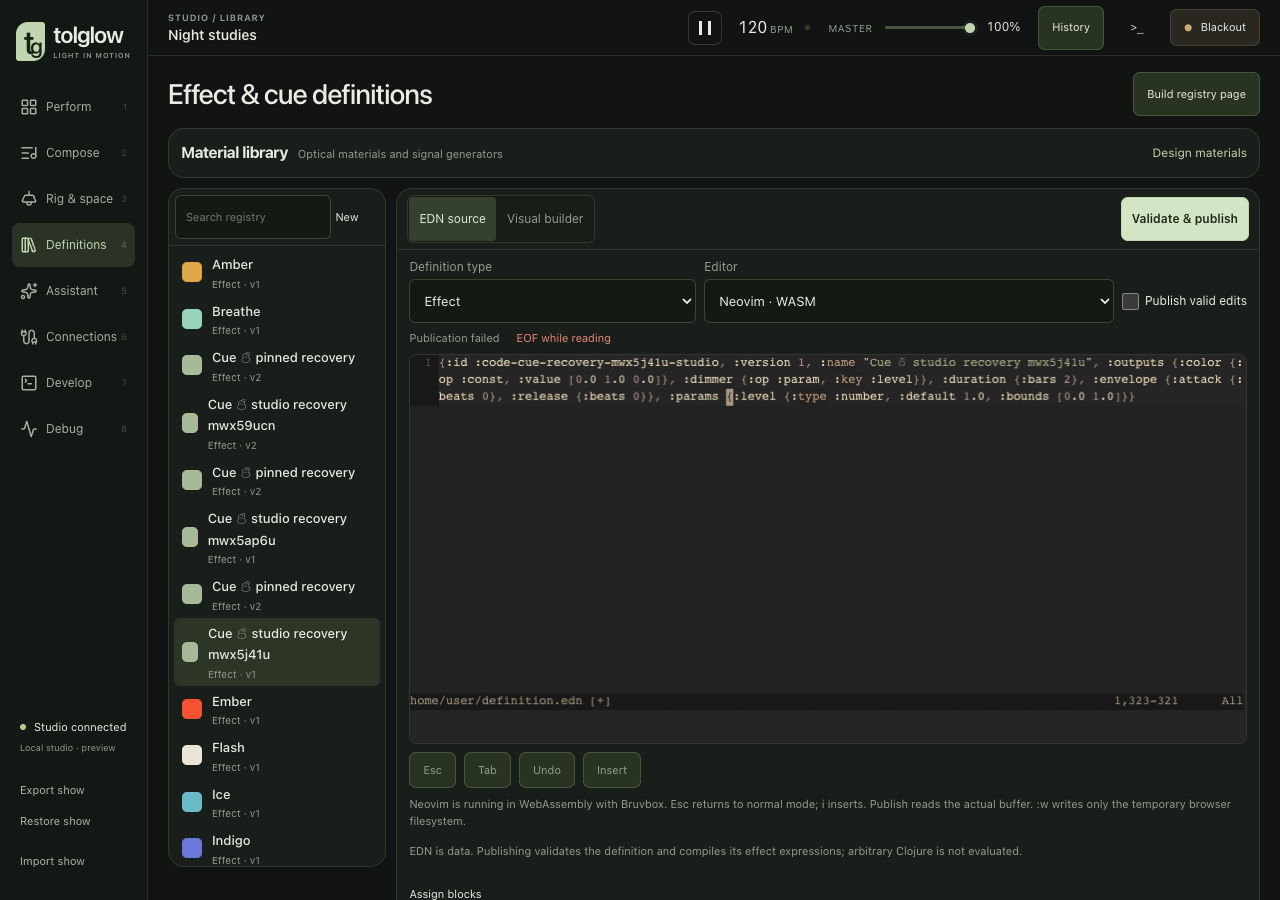 tolglow
LIGHT IN MOTION
Perform 1
Compose 2
Rig & space 3
Definitions 4
Assistant 5
Connections 6
Develop 7
Debug 8
Studio connected
Local studio · preview
Export show
Restore show
Import show
STUDIO / LIBRARY
Night studies
120 BPM
MASTER
100%
History
>_
Blackout
Effect & cue definitions
Build registry page
Material library Optical materials and signal generators
Design materials
Search registry
New
Amber
Effect · v1
Breathe
Effect · v1
Cue ☃ pinned recovery
Effect · v2
Cue ☃ studio recovery
mwx59ucn
Effect · v2
Cue ☃ pinned recovery
Effect · v2
Cue ☃ studio recovery
mwx5ap6u
Effect · v1
Cue ☃ pinned recovery
Effect · v2
Cue ☃ studio recovery
mwx5j41u
Effect · v1
Ember
Effect · v1
Flash
Effect · v1
Ice
Effect · v1
Indigo
Effect · v1
EDN source
Visual builder
Validate & publish
Definition type
Editor
Effect
Neovim · WASM
Publish valid edits
Publication failed EOF while reading
1 {:id :code-cue-recovery-mwx5j41u-studio, :version 1, :name "Cue ☃ studio recovery mwx5j41u", :outputs {:color {:
op :const, :value [0.0 1.0 0.0]}, :dimmer {:op :param, :key :level}}, :duration {:bars 2}, :envelope {:attack {:
beats 0}, :release {:beats 0}}, :params {:level {:type :number, :default 1.0, :bounds [0.0 1.0]}}
home/user/definition.edn [+] 1,323-321 All
Esc
Tab
Undo
Insert
Neovim is running in WebAssembly with Bruvbox. Esc returns to normal mode; i inserts. Publish reads the actual buffer. :w writes only the temporary browser
filesystem.
EDN is data. Publishing validates the definition and compiles its effect expressions; arbitrary Clojure is not evaluated.
Assign blocks